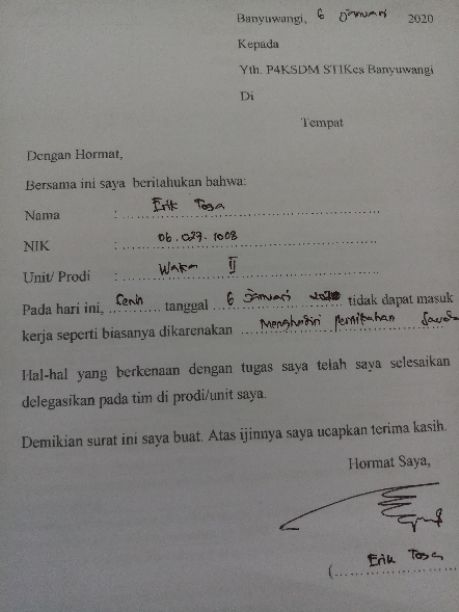 Banyuwangi, 6 Januari 2020
Kepada
Yth. P4KSDM STIKes Banyuwangi
Di
Tempat
Dengan Hormat,
Bersama ini saya beritahukan bahwa:
Nama : Erik Tosa
NIK : 06.027.1008
Unit/ Prodi : Waka II
Pada hari ini, Senin tanggal 6 Januari 2020 tidak dapat masuk
kerja seperti biasanya dikarenakan Menghadiri pernikahan
Hal-hal yang berkenaan dengan tugas saya telah saya selesaikan
delegasikan pada tim di prodi/unit saya.
Demikian surat ini saya buat. Atas ijinnya saya ucapkan terima kasih.
Hormat Saya,
Erik Tosa
(......................